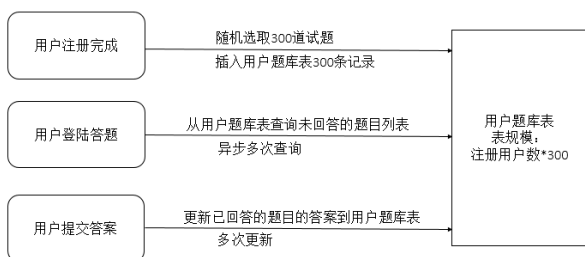 用户注册完成
随机选取300道试题
插入用户题库表300条记录
用户登陆答题
从用户题库表查询未回答的题目列表
异步多次查询
用户提交答案
更新已回答的题目的答案到用户题库表
多次更新
用户题库表
表规模：
注册用户数*300